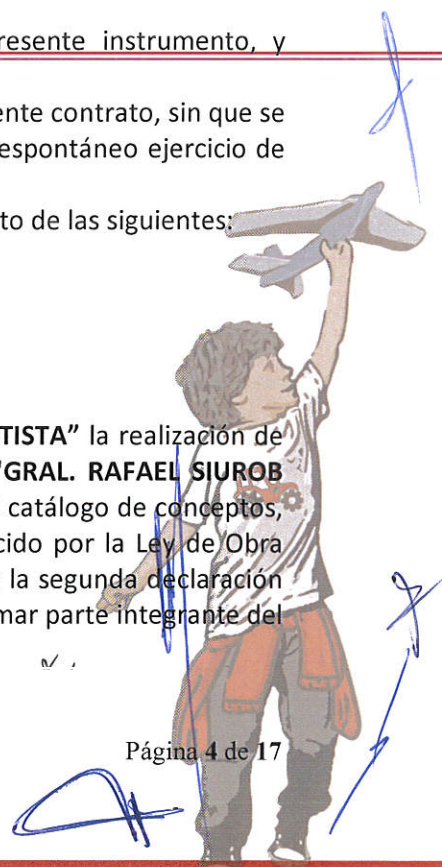 resente instrumento, y
ente contrato, sin que se
espontáneo ejercicio de
to de las siguientes:
TISTA” la realización de
"GRAL. RAFAEL SIUROB
catálogo de conceptos,
cido por la Ley de Obra
la segunda declaración
mar parte integrante del
Página 4 de 17